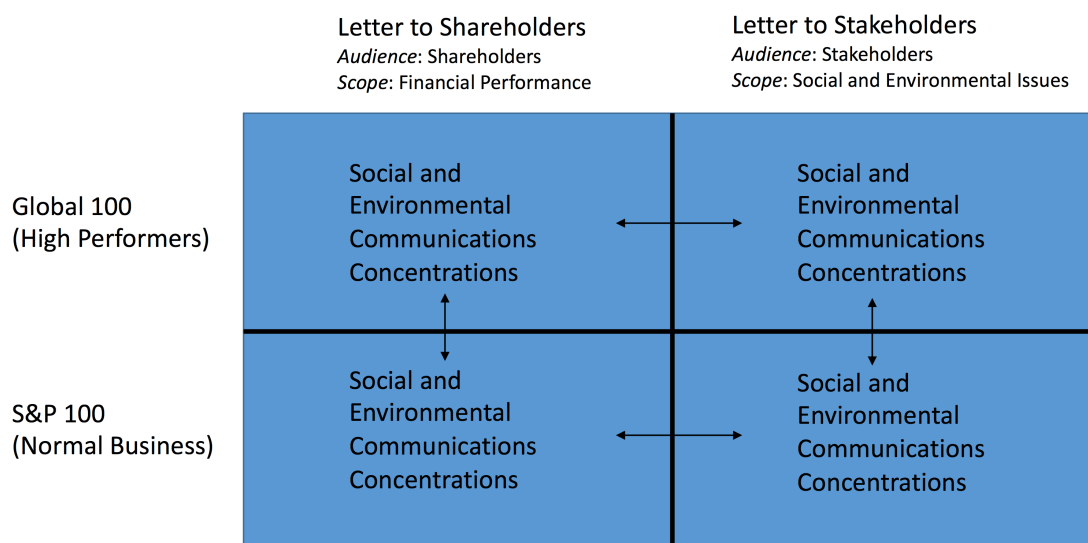 Letter to Shareholders
Audience: Shareholders
Scope: Financial Performance
Letter to Stakeholders
Audience: Stakeholders
Scope: Social and Environmental Issues
Global 100
(High Performers)
Social and
Environmental
Communications
Concentrations
Social and
Environmental
Communications
Concentrations
S&P 100
(Normal Business)
Social and
Environmental
Communications
Concentrations
Social and
Environmental
Communications
Concentrations